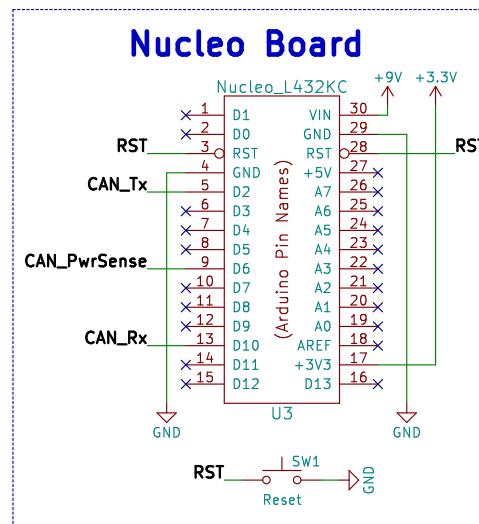 Nucleo Board
Nucleo_L432KC
+9V
+3.3V
1 D1 VIN 30
2 D0 GND 29
RST 3 RST RST 28 RST
4 GND +5V 27
CAN_Tx 5 D2 A7 26
6 D3 A6 25
7 D4 A5 24
8 D5 A4 23
CAN_PwrSense 9 D6 A3 22
10 D7 A2 21
11 D8 A1 20
12 D9 A0 19
CAN_Rx 13 D10 AREF 18
14 D11 +3V3 17
15 D12 D13 16
(Arduino Pin Names)
U3
GND
GND
RST
SW1
Reset
GND